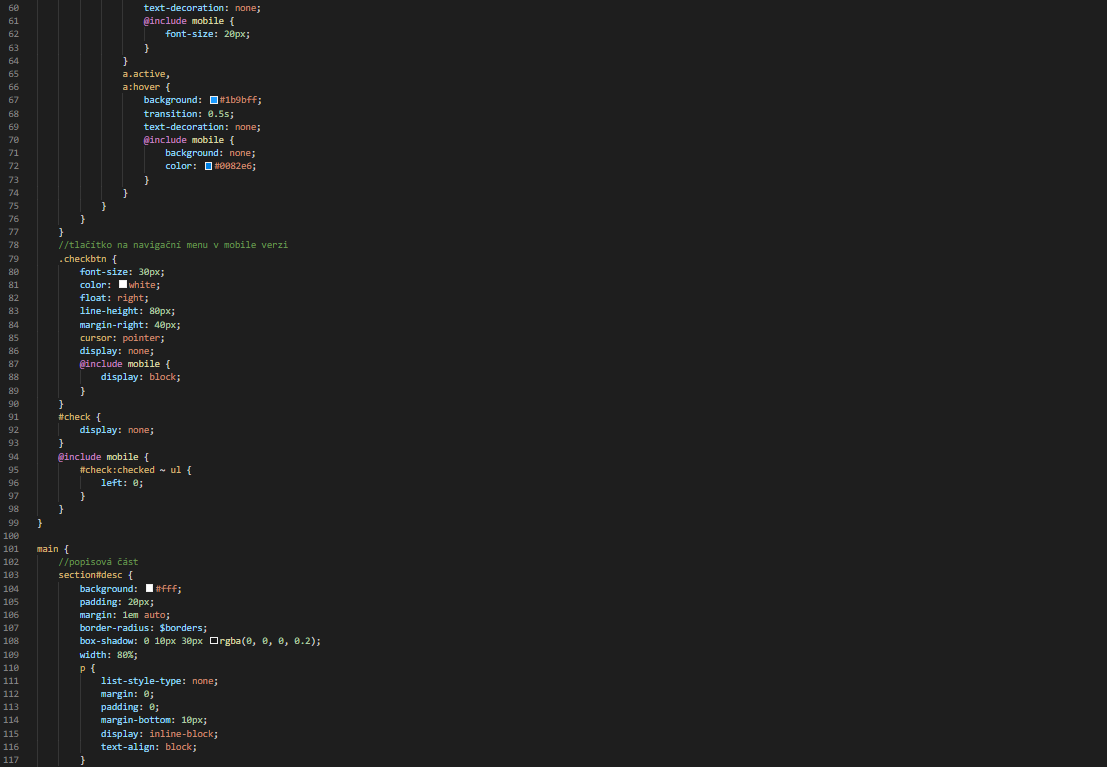 60 text-decoration: none;
61 @include mobile {
62 font-size: 20px;
63 }
64 }
65 a.active,
66 a:hover {
67 background: #1b9bff;
68 transition: 0.5s;
69 text-decoration: none;
70 @include mobile {
71 background: none;
72 color: #0082e6;
73 }
74 }
75 }
76 }
77 }
78 //tlačítko na navigační menu v mobile verzi
79 .checkbtn {
80 font-size: 30px;
81 color: white;
82 float: right;
83 line-height: 80px;
84 margin-right: 40px;
85 cursor: pointer;
86 display: none;
87 @include mobile {
88 display: block;
89 }
90 }
91 #check {
92 display: none;
93 }
94 @include mobile {
95 #check:checked ~ ul {
96 left: 0;
97 }
98 }
99 }
100
101 main {
102 //popisová část
103 section#desc {
104 background: #fff;
105 padding: 20px;
106 margin: 1em auto;
107 border-radius: $borders;
108 box-shadow: 0 10px 30px rgba(0, 0, 0, 0.2);
109 width: 80%;
110 p {
111 list-style-type: none;
112 margin: 0;
113 padding: 0;
114 margin-bottom: 10px;
115 display: inline-block;
116 text-align: block;
117 }